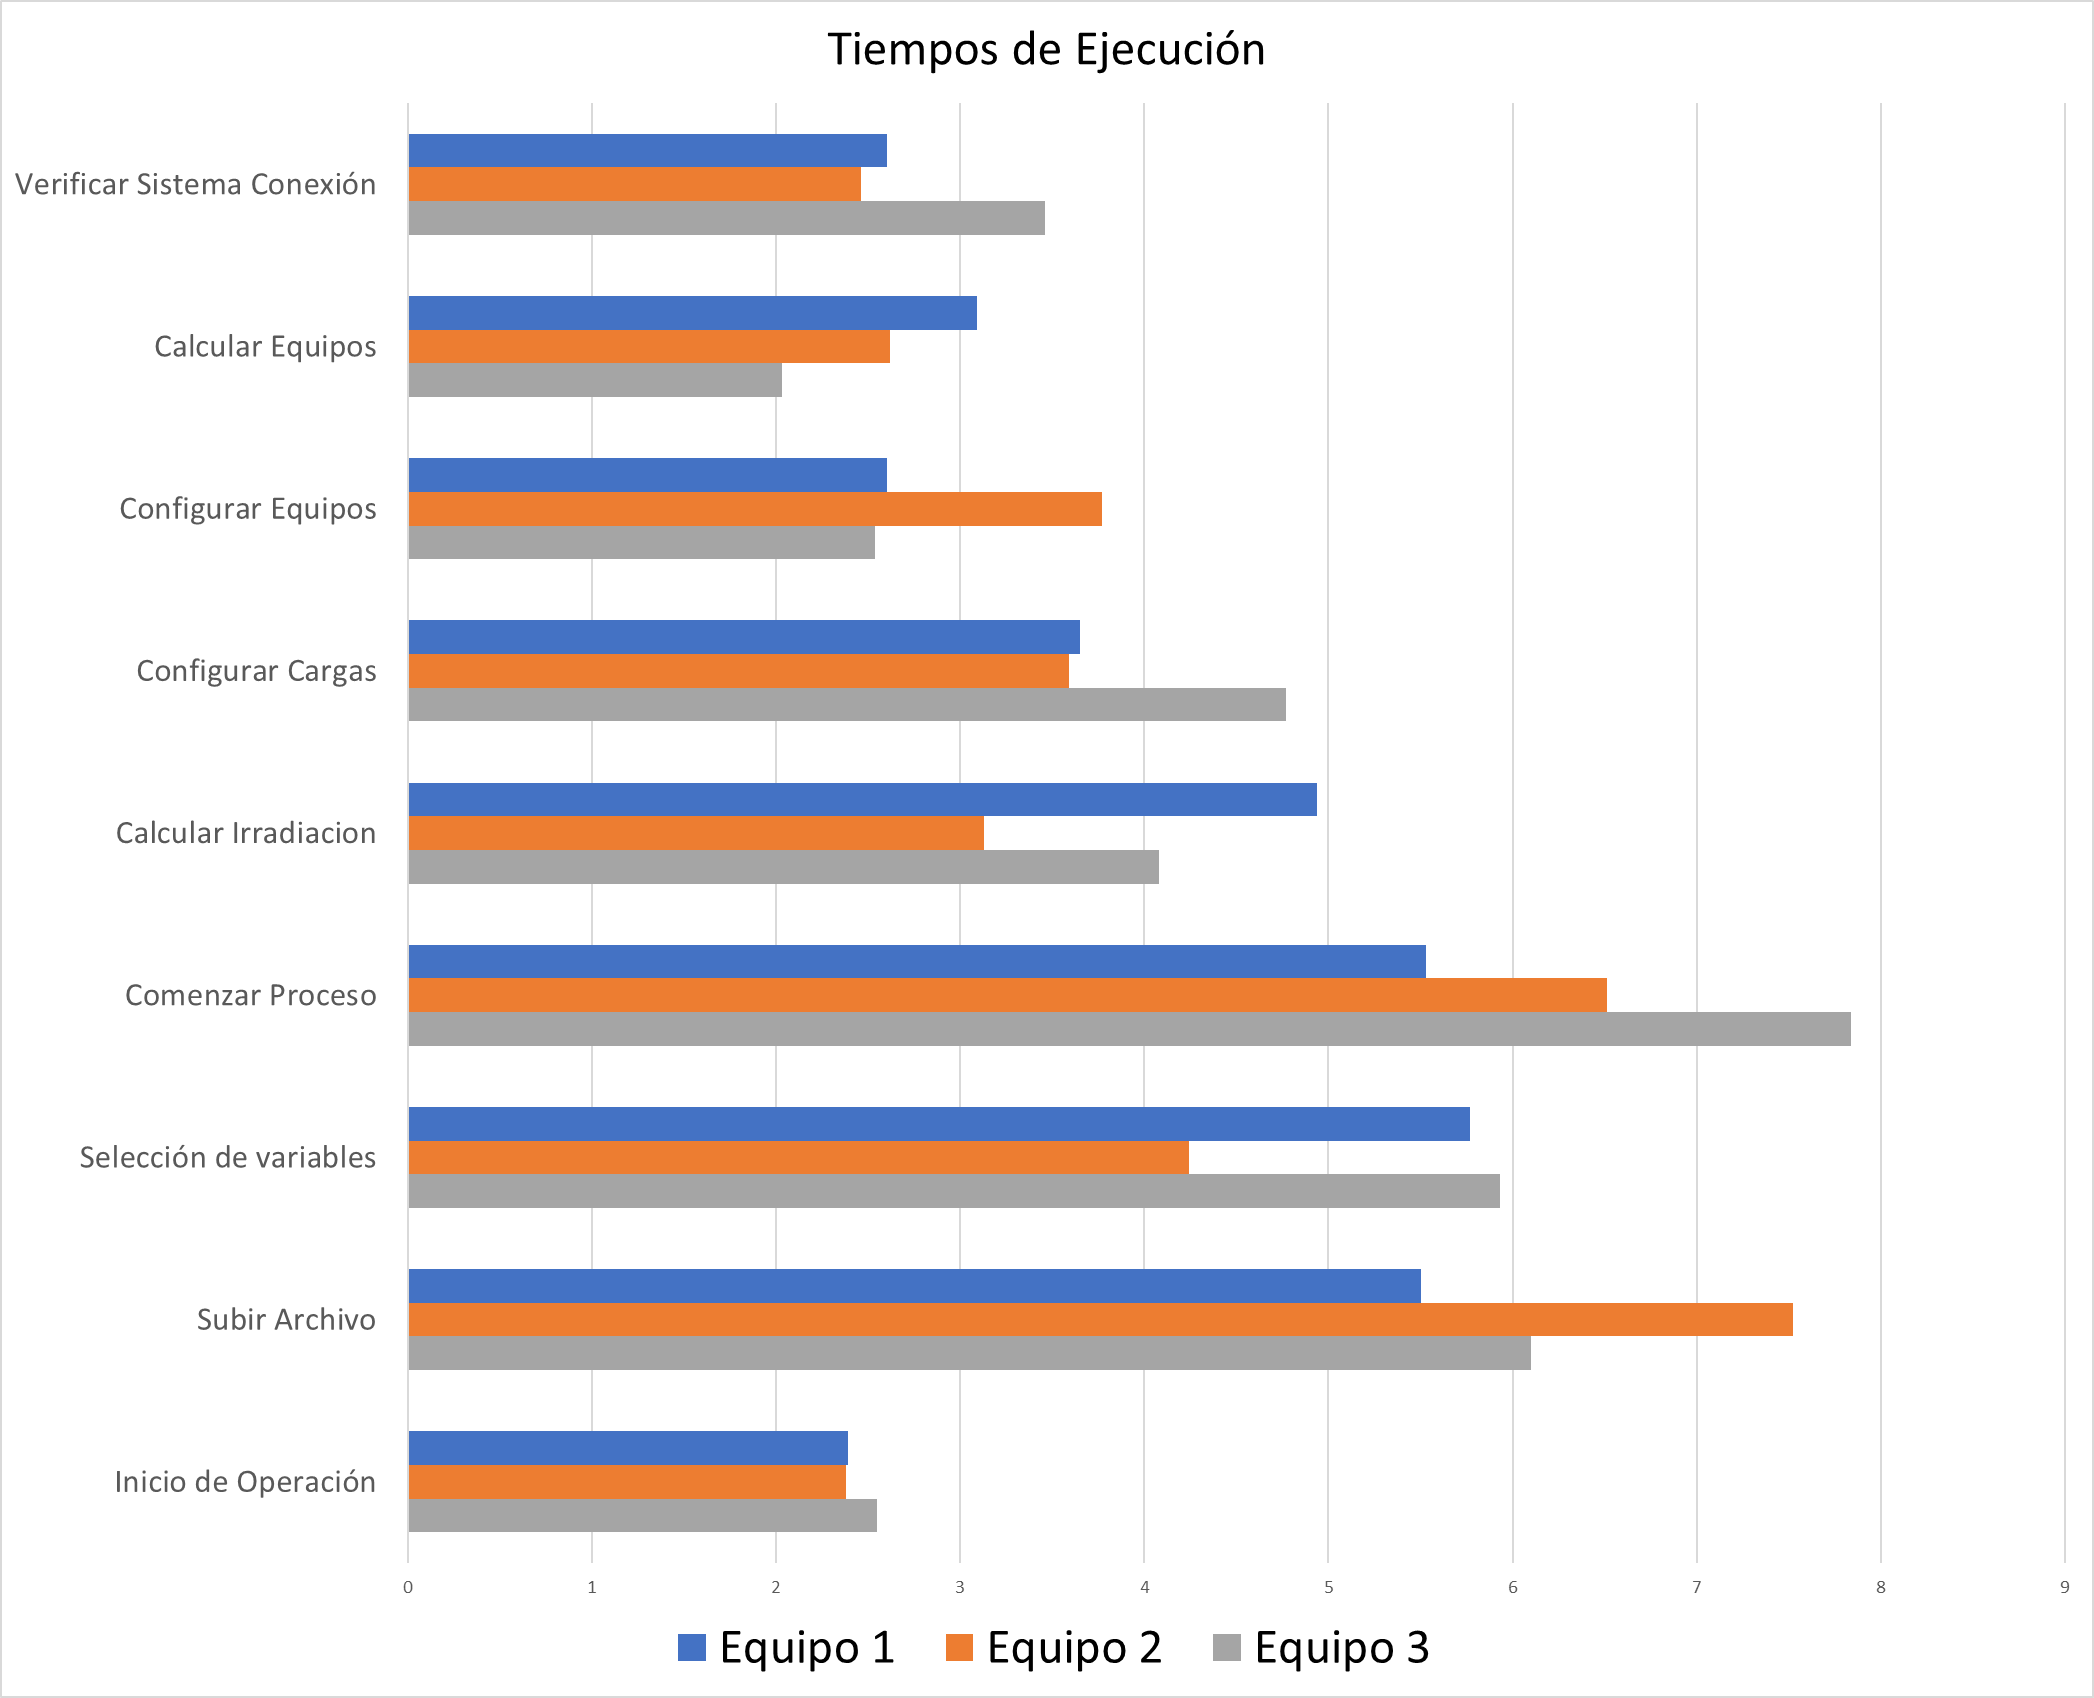 Tiempos de Ejecución
Verificar Sistema Conexión
Calcular Equipos
Configurar Equipos
Configurar Cargas
Calcular Irradiacion
Comenzar Proceso
Selección de variables
Subir Archivo
Inicio de Operación
0 1 2 3 4 5 6 7 8 9
Equipo 1 Equipo 2 Equipo 3